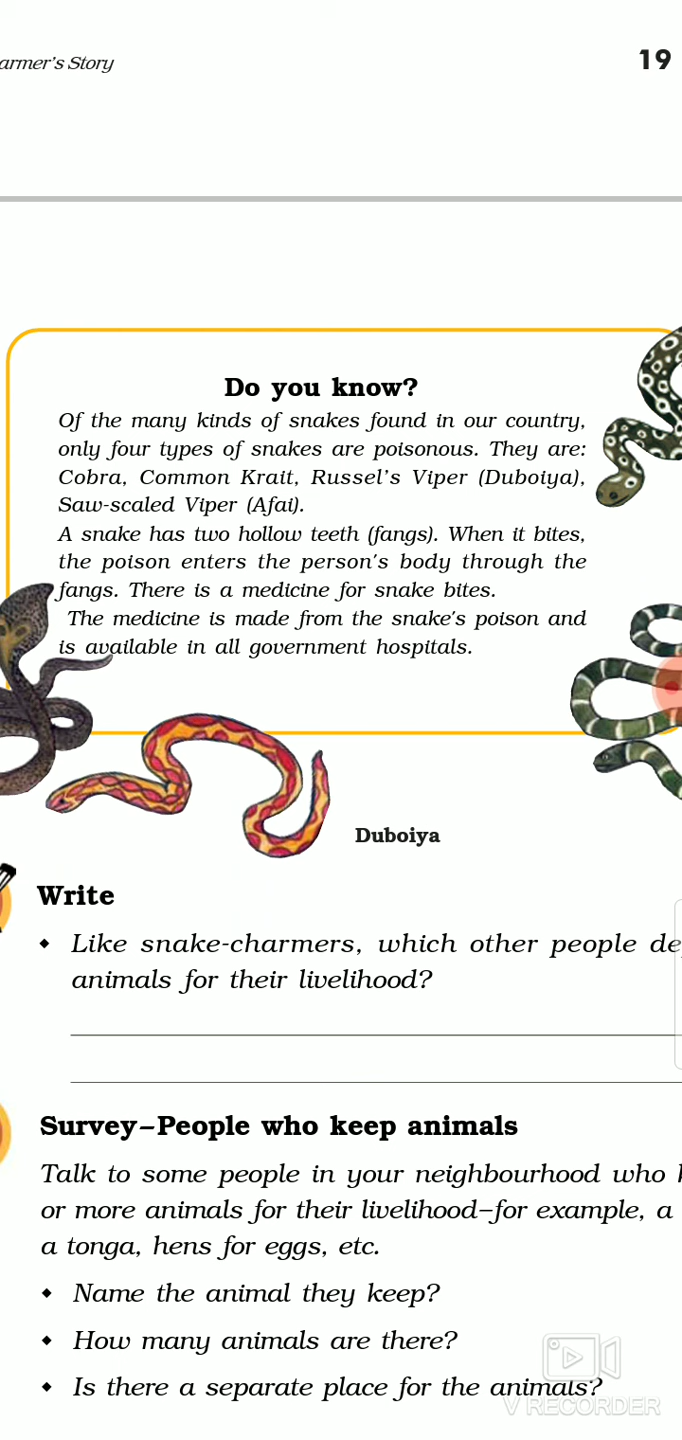 armer's Story
19
Do you know?
Of the many kinds of snakes found in our country,
only four types of snakes are poisonous. They are:
Cobra, Common Krait, Russel's Viper (Duboiya),
Saw-scaled Viper (Afai).
A snake has two hollow teeth (fangs). When it bites,
the poison enters the person's body through the
fangs. There is a medicine for snake bites.
The medicine is made from the snake's poison and
is available in all government hospitals.
Duboiya
Write
Like snake-charmers, which other people de
animals for their livelihood?
Survey–People who keep animals
Talk to some people in your neighbourhood who
or more animals for their livelihood–for example, a
a tonga, hens for eggs, etc.
Name the animal they keep?
How many animals are there?
Is there a separate place for the animals?
V RECORDER